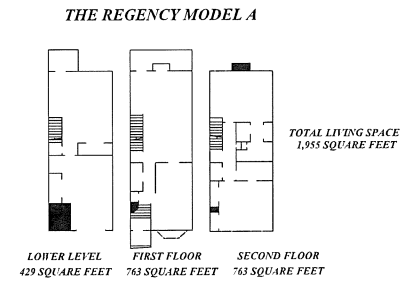 THE REGENCY MODEL A
TOTAL LIVING SPACE
1,955 SQUARE FEET
LOWER LEVEL
429 SQUARE FEET
FIRST FLOOR
763 SQUARE FEET
SECOND FLOOR
763 SQUARE FEET